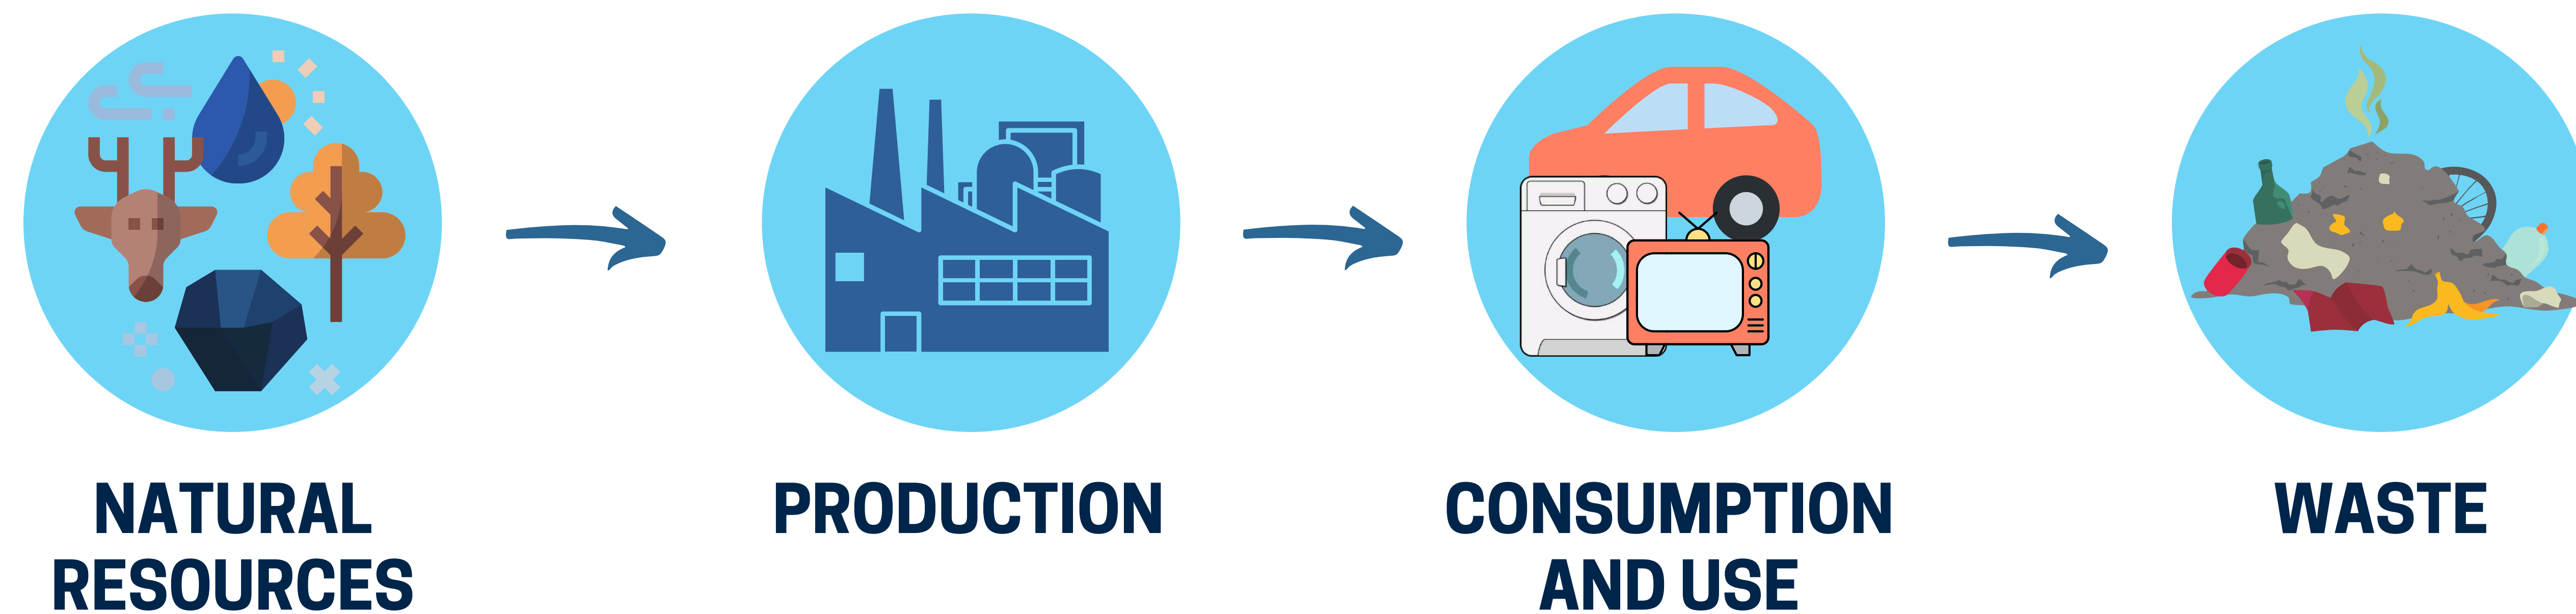 NATURAL
RESOURCES
PRODUCTION
CONSUMPTION
AND USE
WASTE